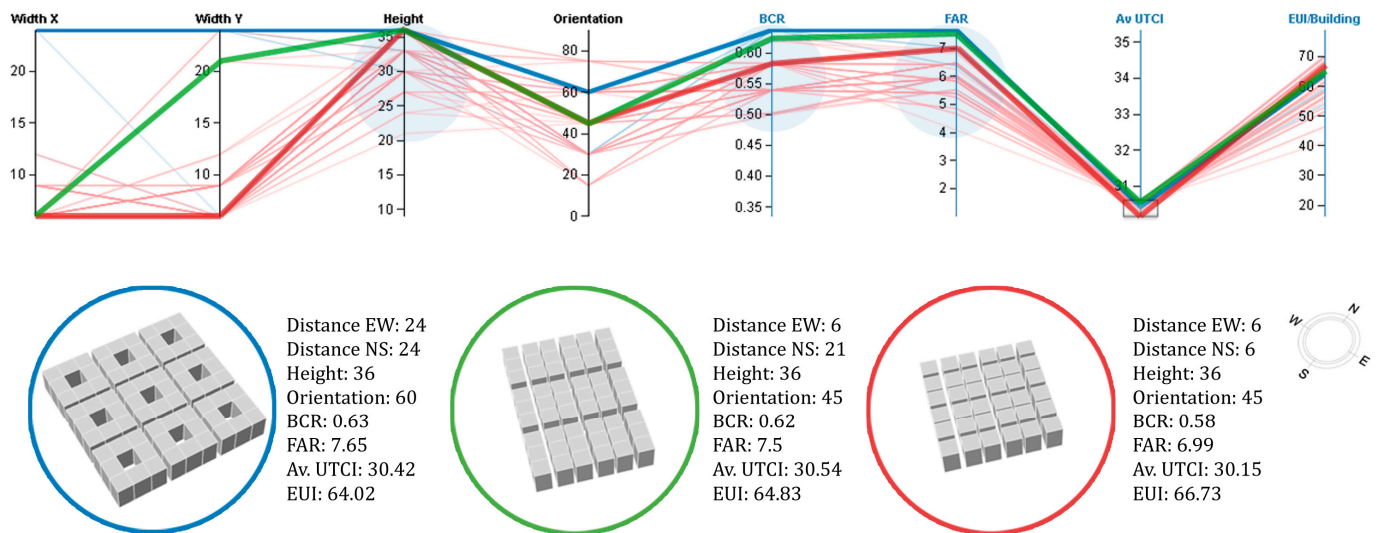 Width X Width Y Height Orientation BCR FAR Av UTCI EUI/Building
20 15 10
20 15 10
35 30 25 20 15 10
80 60 40 20 0
0.60 0.55 0.50 0.45 0.40 0.35
7 6 5 4 3 2
35 34 33 32 31
70 60 50 40 30 20
Distance EW: 24
Distance NS: 24
Height: 36
Orientation: 60
BCR: 0.63
FAR: 7.65
Av. UTCI: 30.42
EUI: 64.02
Distance EW: 6
Distance NS: 21
Height: 36
Orientation: 45
BCR: 0.62
FAR: 7.5
Av. UTCI: 30.54
EUI: 64.83
Distance EW: 6
Distance NS: 6
Height: 36
Orientation: 45
BCR: 0.58
FAR: 6.99
Av. UTCI: 30.15
EUI: 66.73
N
W
E
S